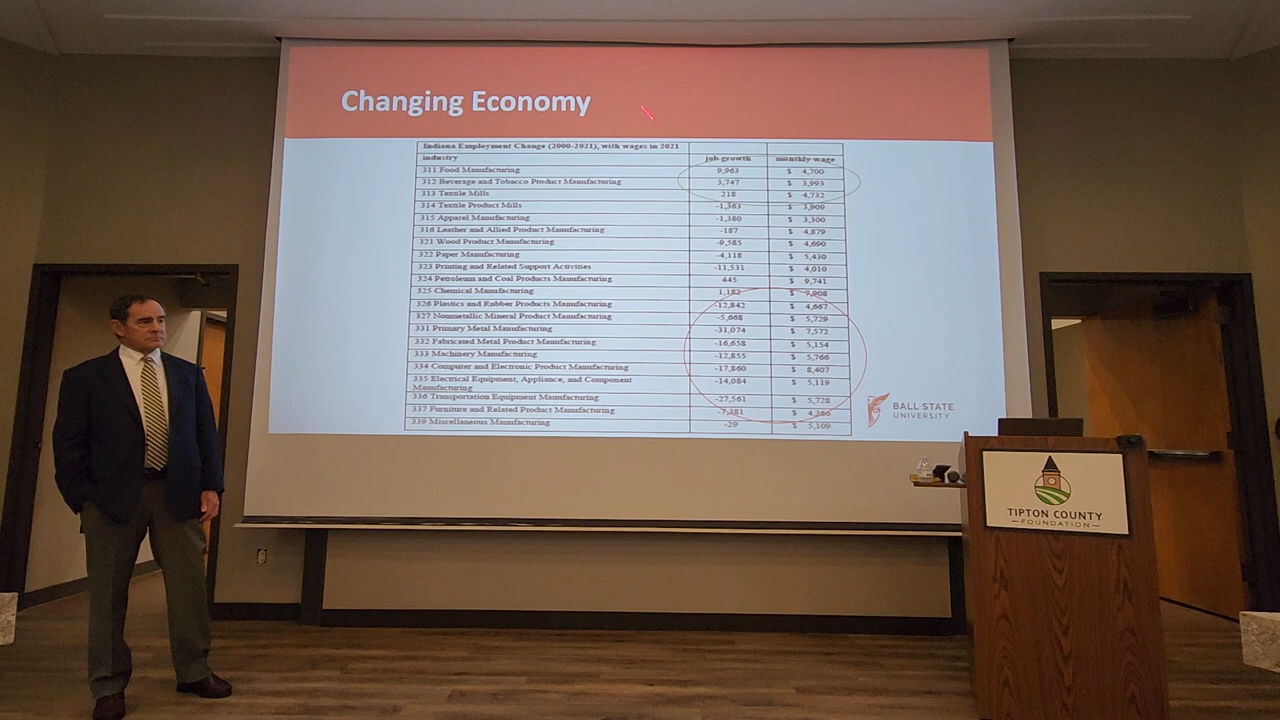 Changing Economy
Indiana Employment Change (2000-2021), with wages in 2021
industry job growth monthly wage
311 Food Manufacturing 9,963 $ 4,700
312 Beverage and Tobacco Product Manufacturing 3,747 $ 3,993
313 Textile Mills 218 $ 4,732
314 Textile Product Mills -1,363 $ 3,909
315 Apparel Manufacturing -1,380 $ 3,300
316 Leather and Allied Product Manufacturing -187 $ 4,879
321 Wood Product Manufacturing -9,585 $ 4,690
322 Paper Manufacturing -4,118 $ 5,430
323 Printing and Related Support Activities -11,531 $ 4,010
324 Petroleum and Coal Products Manufacturing 445 $ 9,741
325 Chemical Manufacturing 1,182 $ 7,908
326 Plastics and Rubber Products Manufacturing -12,842 $ 4,667
327 Nonmetallic Mineral Product Manufacturing -5,668 $ 5,729
331 Primary Metal Manufacturing -31,074 $ 7,572
332 Fabricated Metal Product Manufacturing -16,658 $ 5,154
333 Machinery Manufacturing -12,855 $ 5,766
334 Computer and Electronic Product Manufacturing -17,860 $ 8,407
335 Electrical Equipment, Appliance, and Component
Manufacturing -14,084 $ 5,119
336 Transportation Equipment Manufacturing -27,561 $ 5,728
337 Furniture and Related Product Manufacturing -7,381 $ 4,366
339 Miscellaneous Manufacturing -29 $ 5,109
BALL STATE
UNIVERSITY
TIPTON COUNTY
FOUNDATION